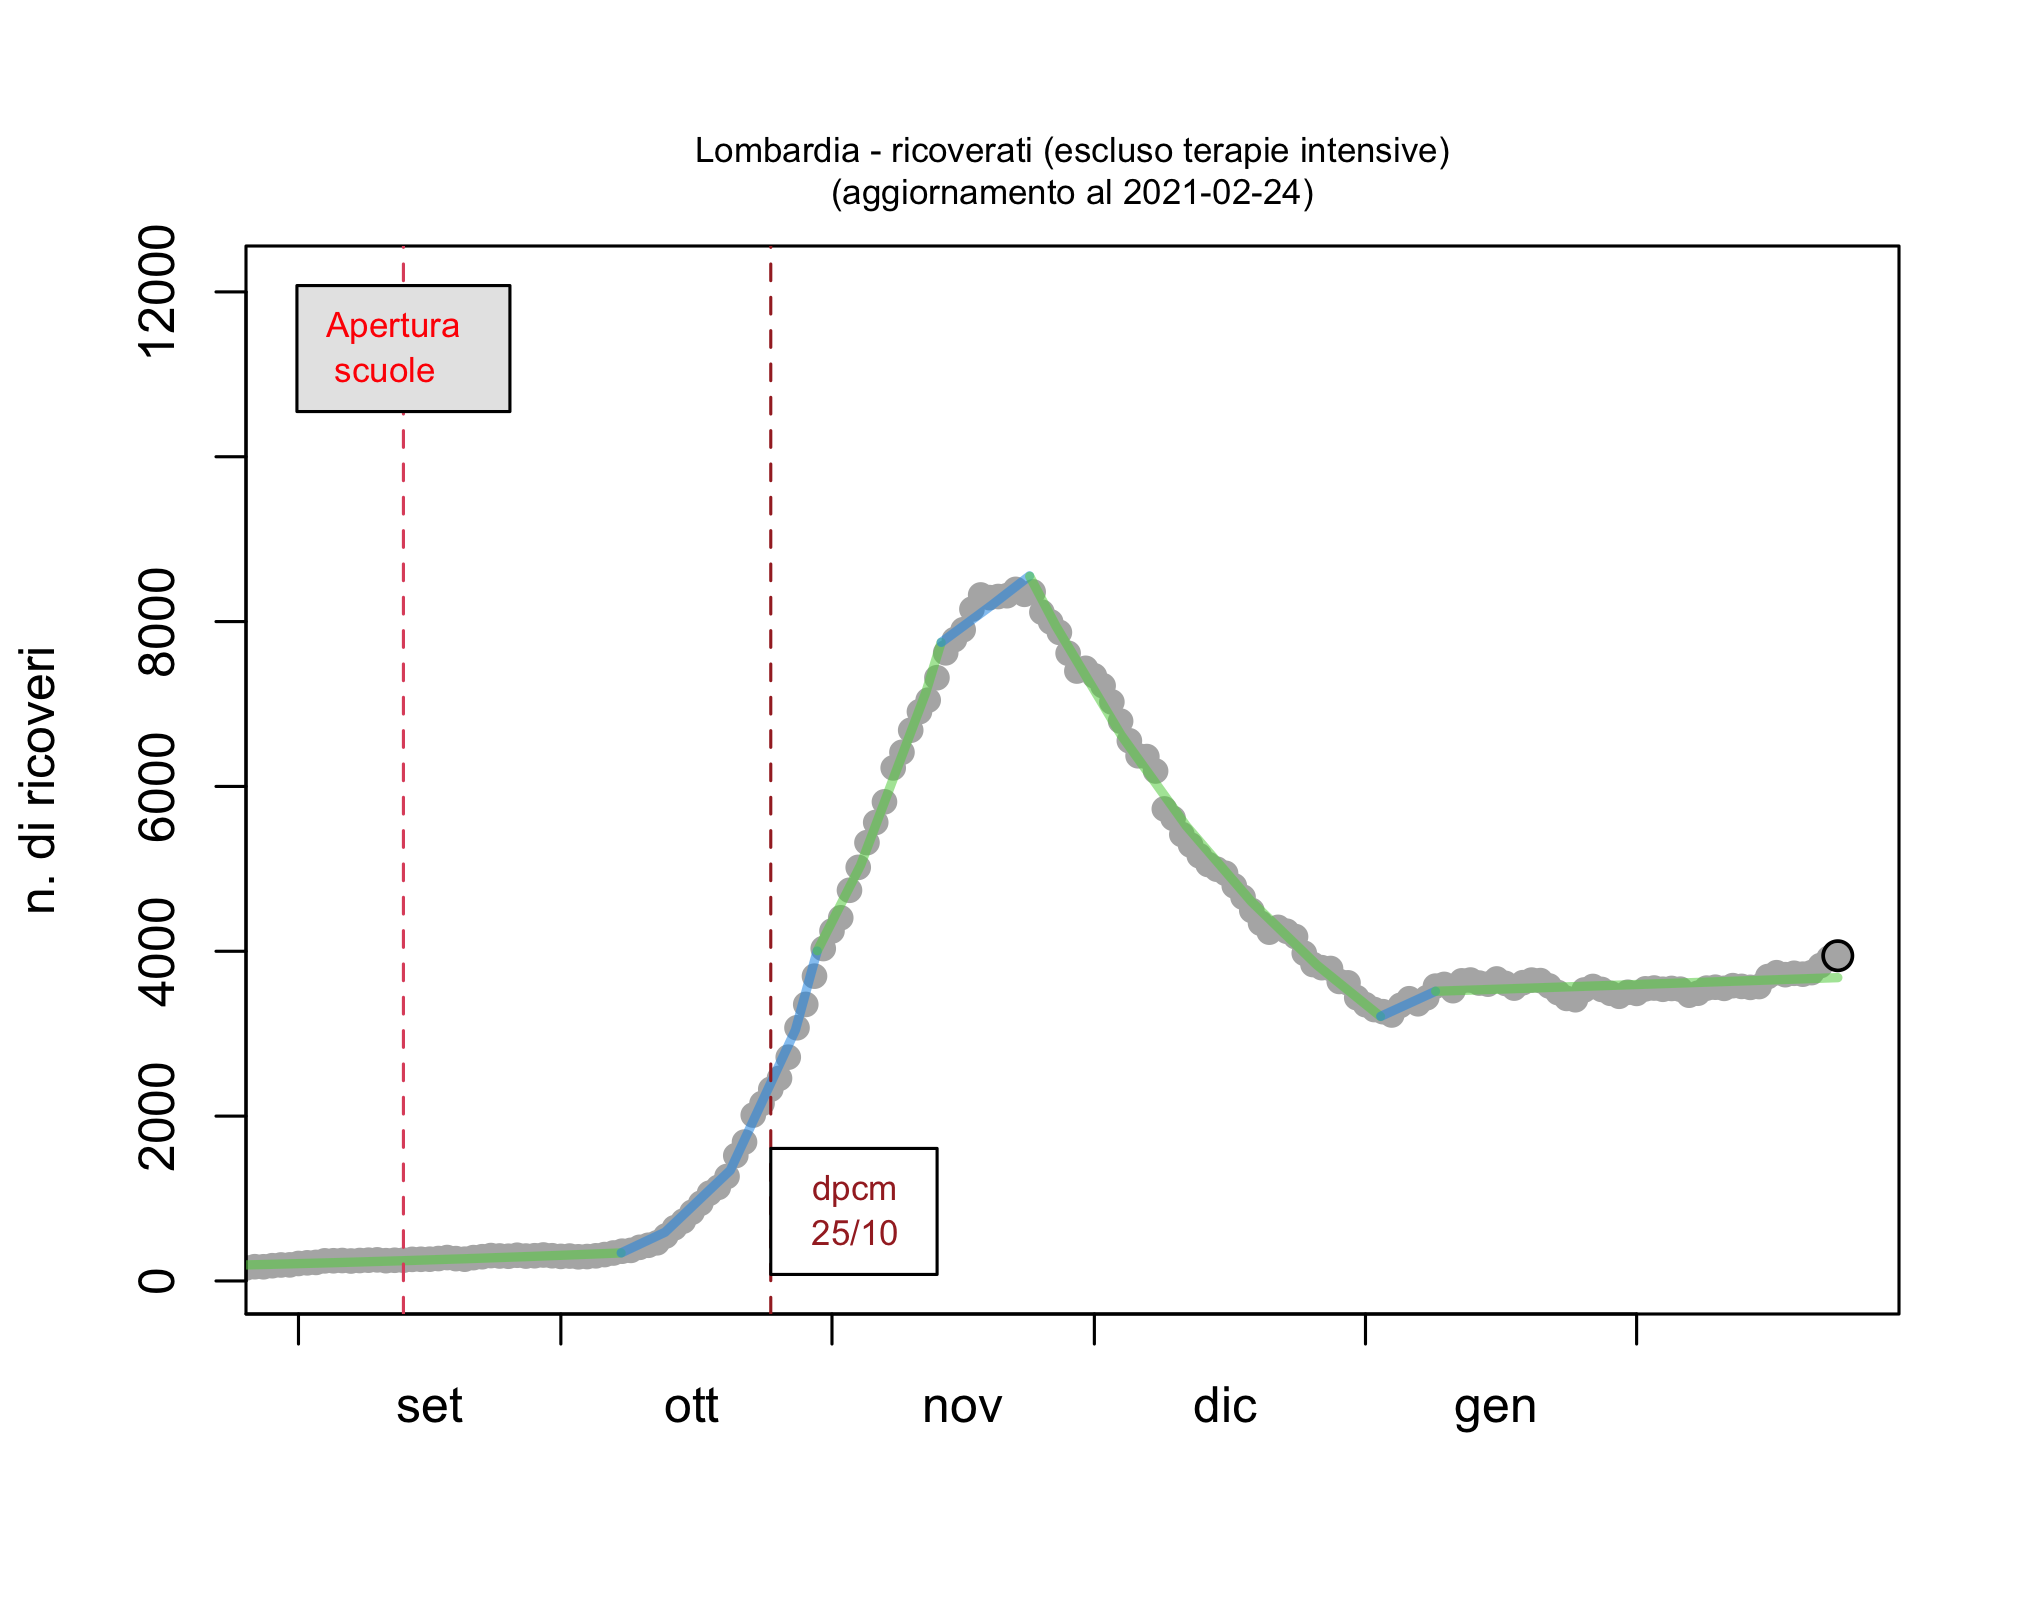 Lombardia - ricoverati (escluso terapie intensive)
(aggiornamento al 2021-02-24)
12000
8000
6000
4000
2000
0
n. di ricoveri
Apertura
scuole
dpcm
25/10
set
ott
nov
dic
gen